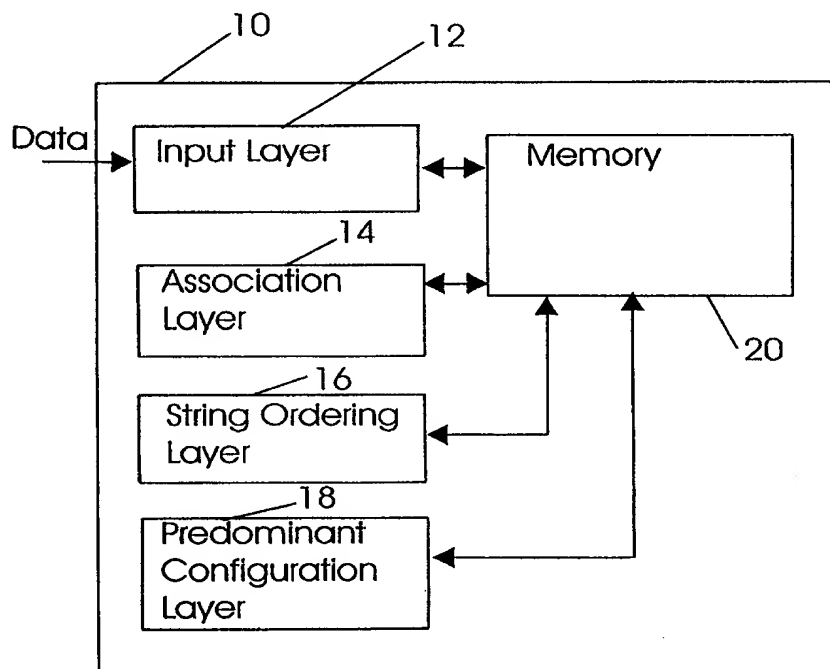 10
12
Data
Input Layer
Memory
14
Association
Layer
20
16
String Ordering
Layer
18
Predominant
Configuration
Layer